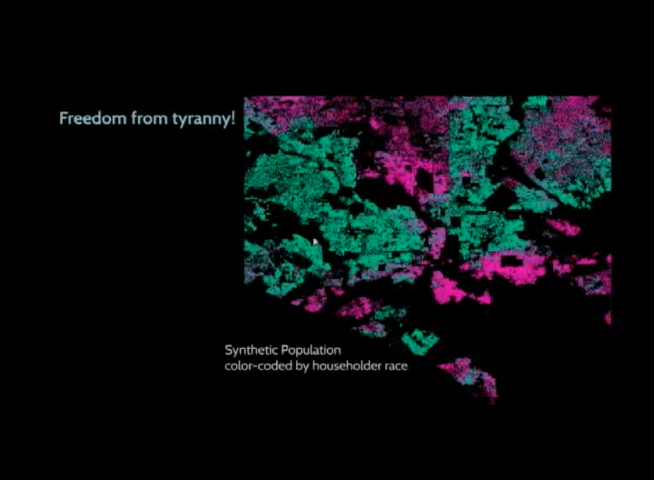 Freedom from tyranny!
Synthetic Population
color-coded by householder race